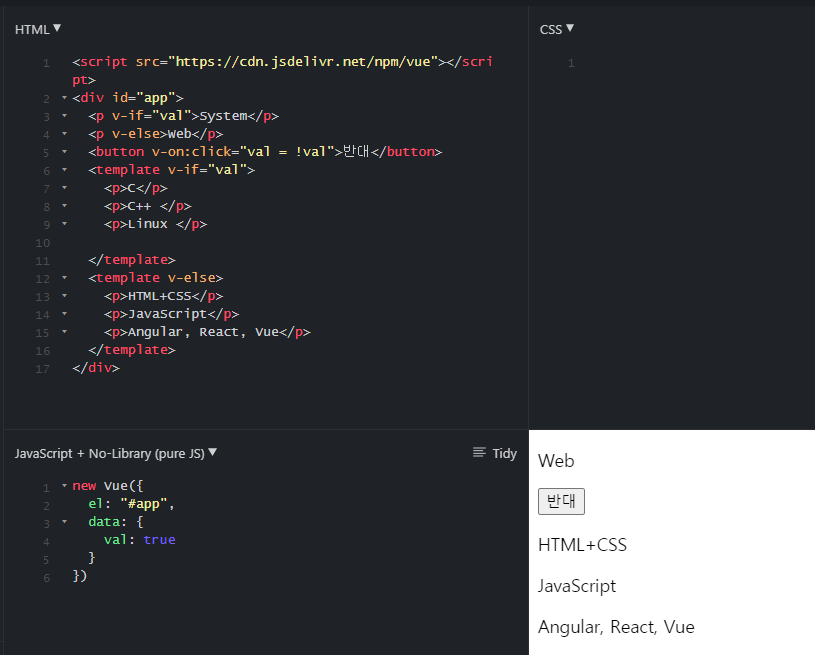 HTML ▼
1 <script src="https://cdn.jsdelivr.net/npm/vue"></scri
pt>
2 <div id="app">
3 <p v-if="val">System</p>
4 <p v-else>Web</p>
5 <button v-on:click="val = !val">반대</button>
6 <template v-if="val">
7 <p>C</p>
8 <p>C++ </p>
9 <p>Linux </p>
10
11 </template>
12 <template v-else>
13 <p>HTML+CSS</p>
14 <p>JavaScript</p>
15 <p>Angular, React, Vue</p>
16 </template>
17 </div>
CSS ▼
1
JavaScript + No-Library (pure JS) ▼
Tidy
1 new Vue({
2 el: "#app",
3 data: {
4 val: true
5 }
6 })
Web
반대
HTML+CSS
JavaScript
Angular, React, Vue